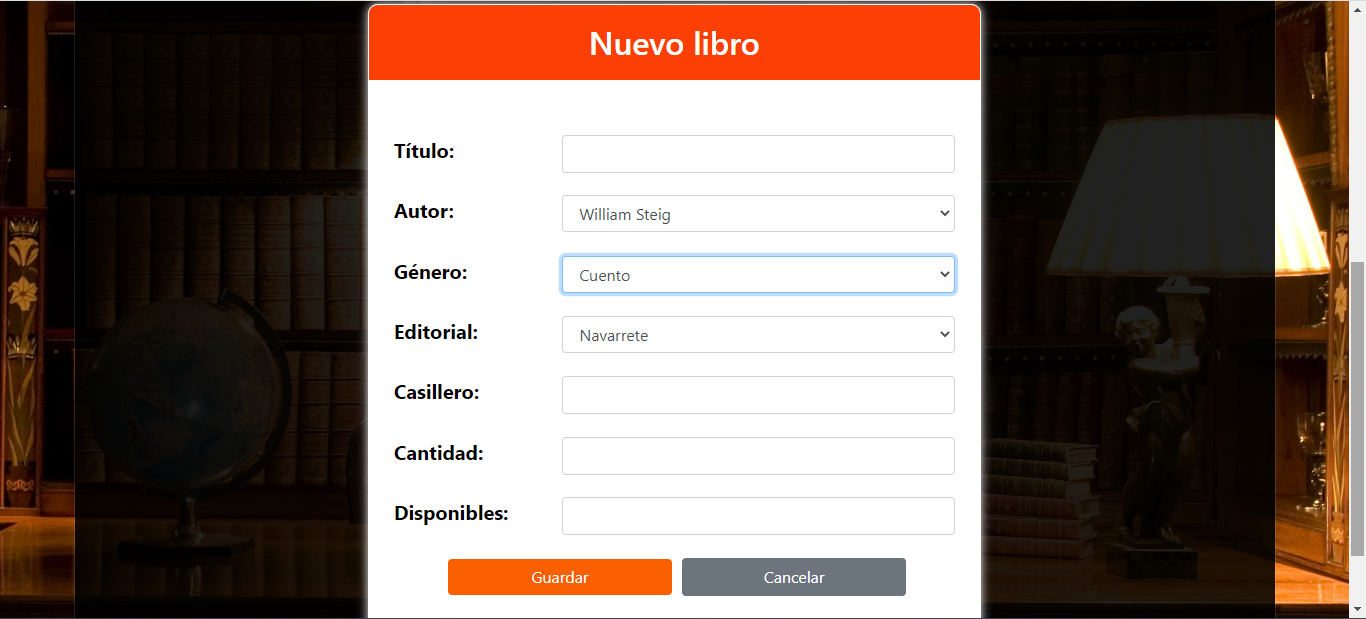 Nuevo libro
Título:
Autor: William Steig
Género: Cuento
Editorial: Navarrete
Casillero:
Cantidad:
Disponibles:
Guardar Cancelar